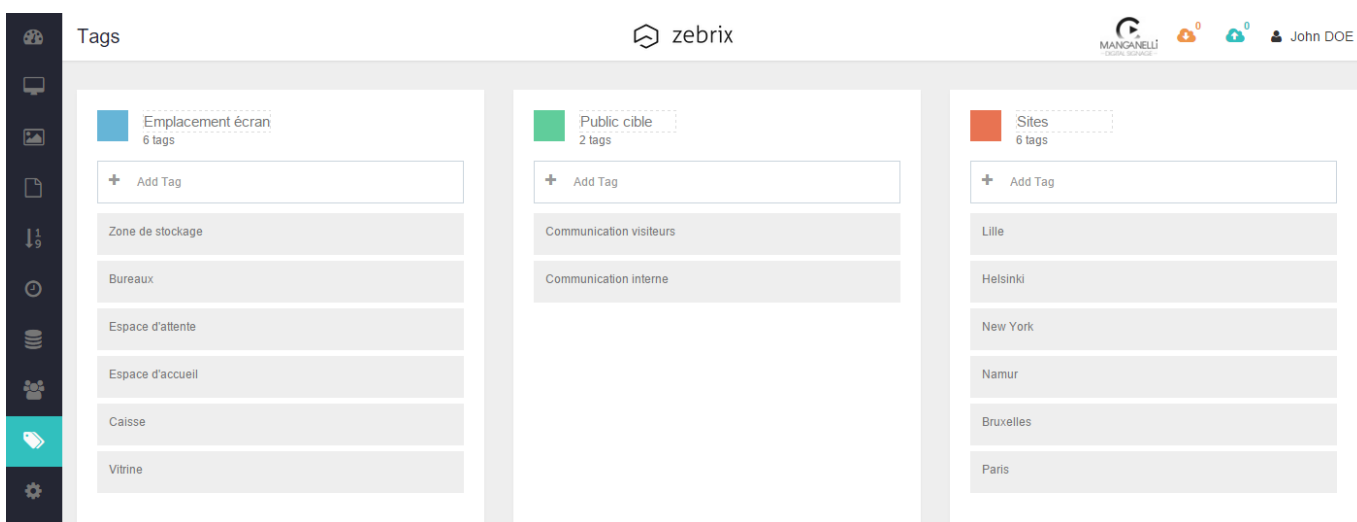 Tags
zebrix
MANGANELLI
- DIGITAL SIGNAGE -
0
0
John DOE
1
9
Emplacement écran
6 tags
Add Tag
Zone de stockage
Bureaux
Espace d'attente
Espace d'accueil
Caisse
Vitrine
Public cible
2 tags
Add Tag
Communication visiteurs
Communication interne
Sites
6 tags
Add Tag
Lille
Helsinki
New York
Namur
Bruxelles
Paris